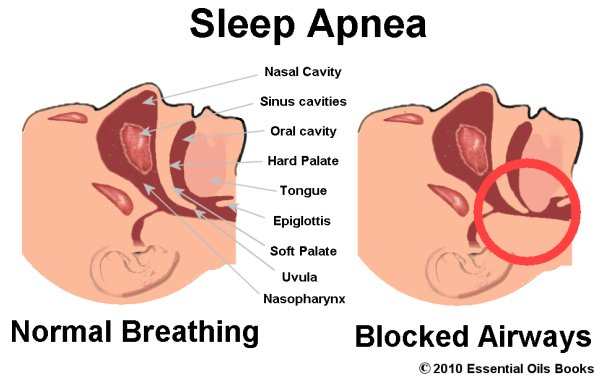 Sleep Apnea
Nasal Cavity
Sinus cavities
Oral cavity
Hard Palate
Tongue
Epiglottis
Soft Palate
Uvula
Nasopharynx
Normal Breathing
Blocked Airways
© 2010 Essential Oils Books